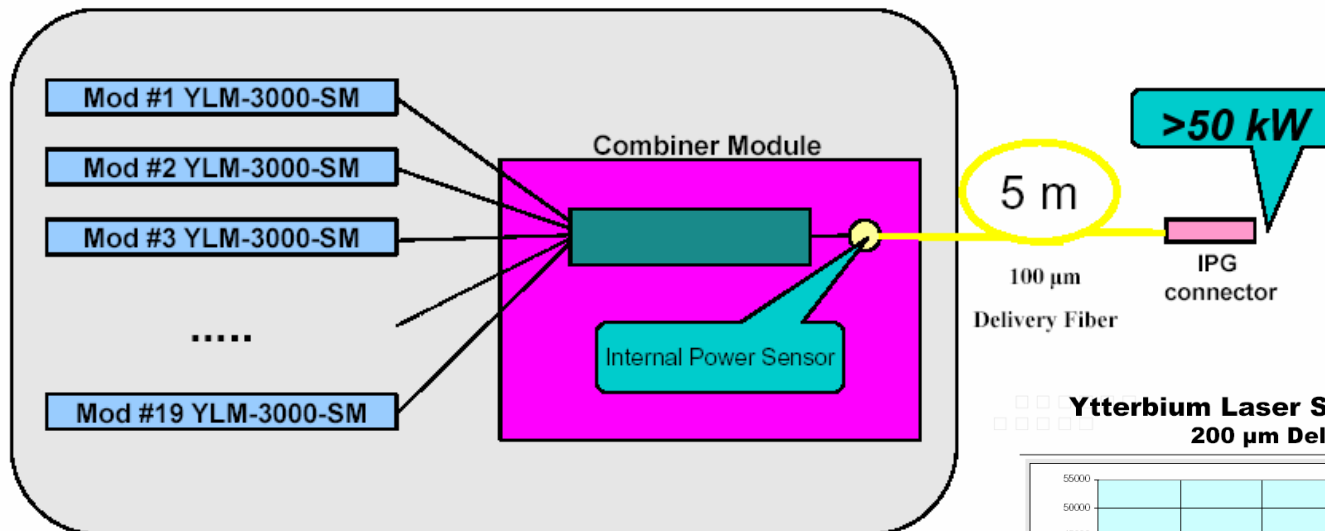 Mod #1 YLM-3000-SM
Mod #2 YLM-3000-SM
Mod #3 YLM-3000-SM
.....
Mod #19 YLM-3000-SM
Combiner Module
Internal Power Sensor
5 m
100 µm
Delivery Fiber
>50 kW
IPG
connector
Ytterbium Laser S
200 µm Del
55000
50000